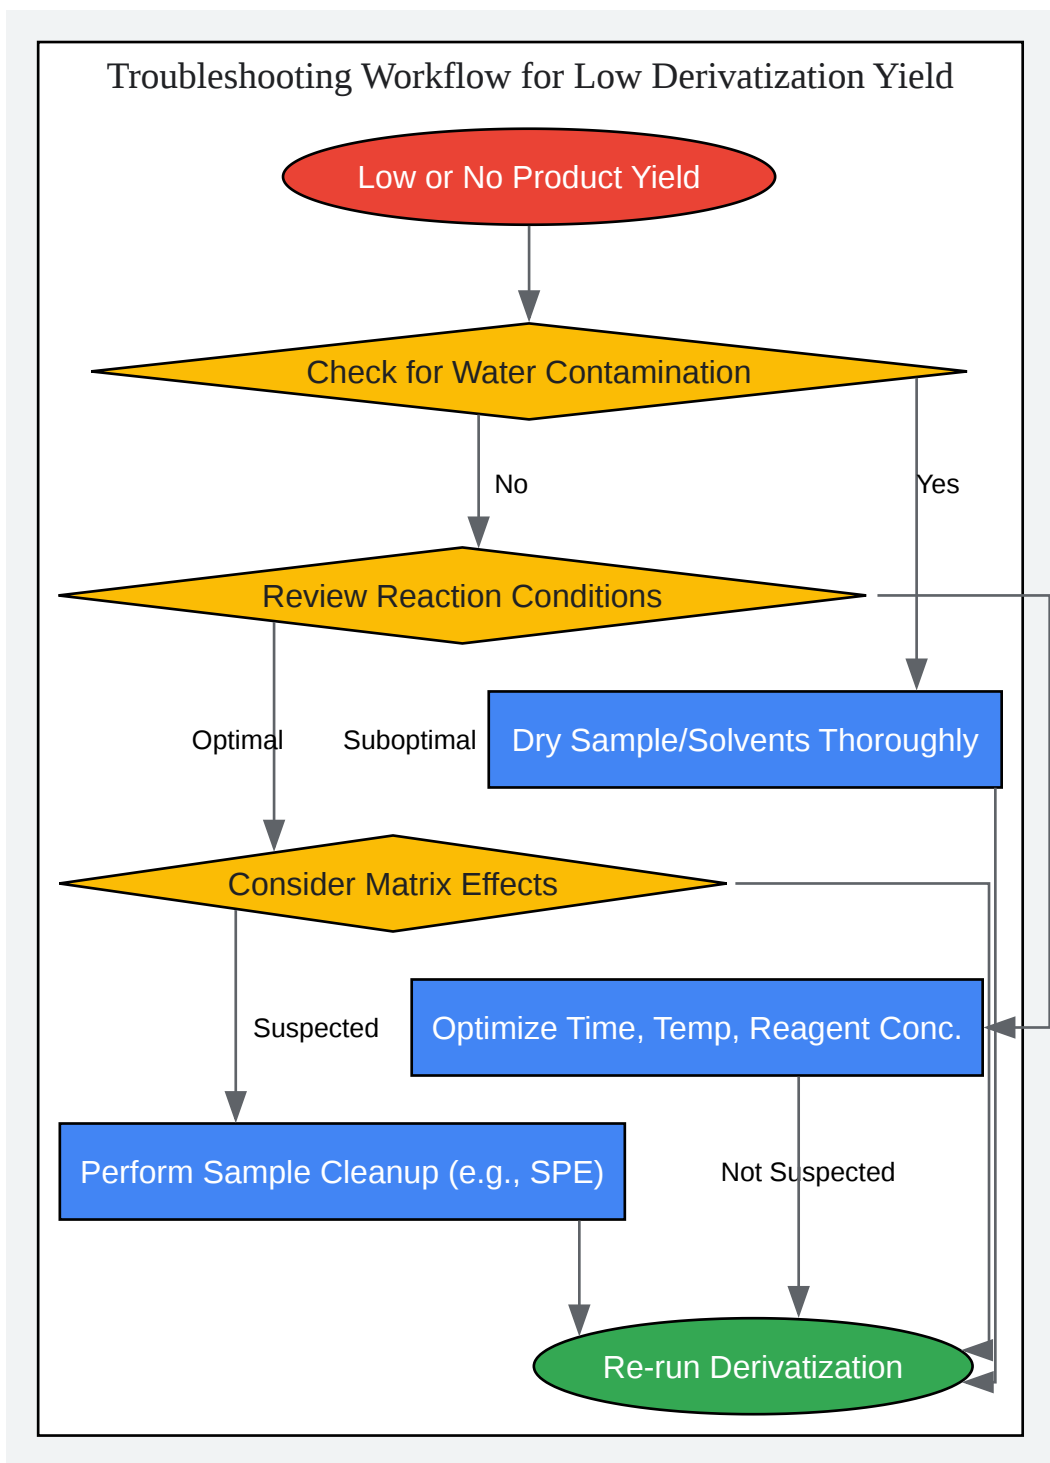 Troubleshooting Workflow for Low Derivatization Yield
Low or No Product Yield
Check for Water Contamination
No
Yes
Review Reaction Conditions
Optimal
Suboptimal
Dry Sample/Solvents Thoroughly
Consider Matrix Effects
Suspected
Optimize Time, Temp, Reagent Conc.
Perform Sample Cleanup (e.g., SPE)
Not Suspected
Re-run Derivatization